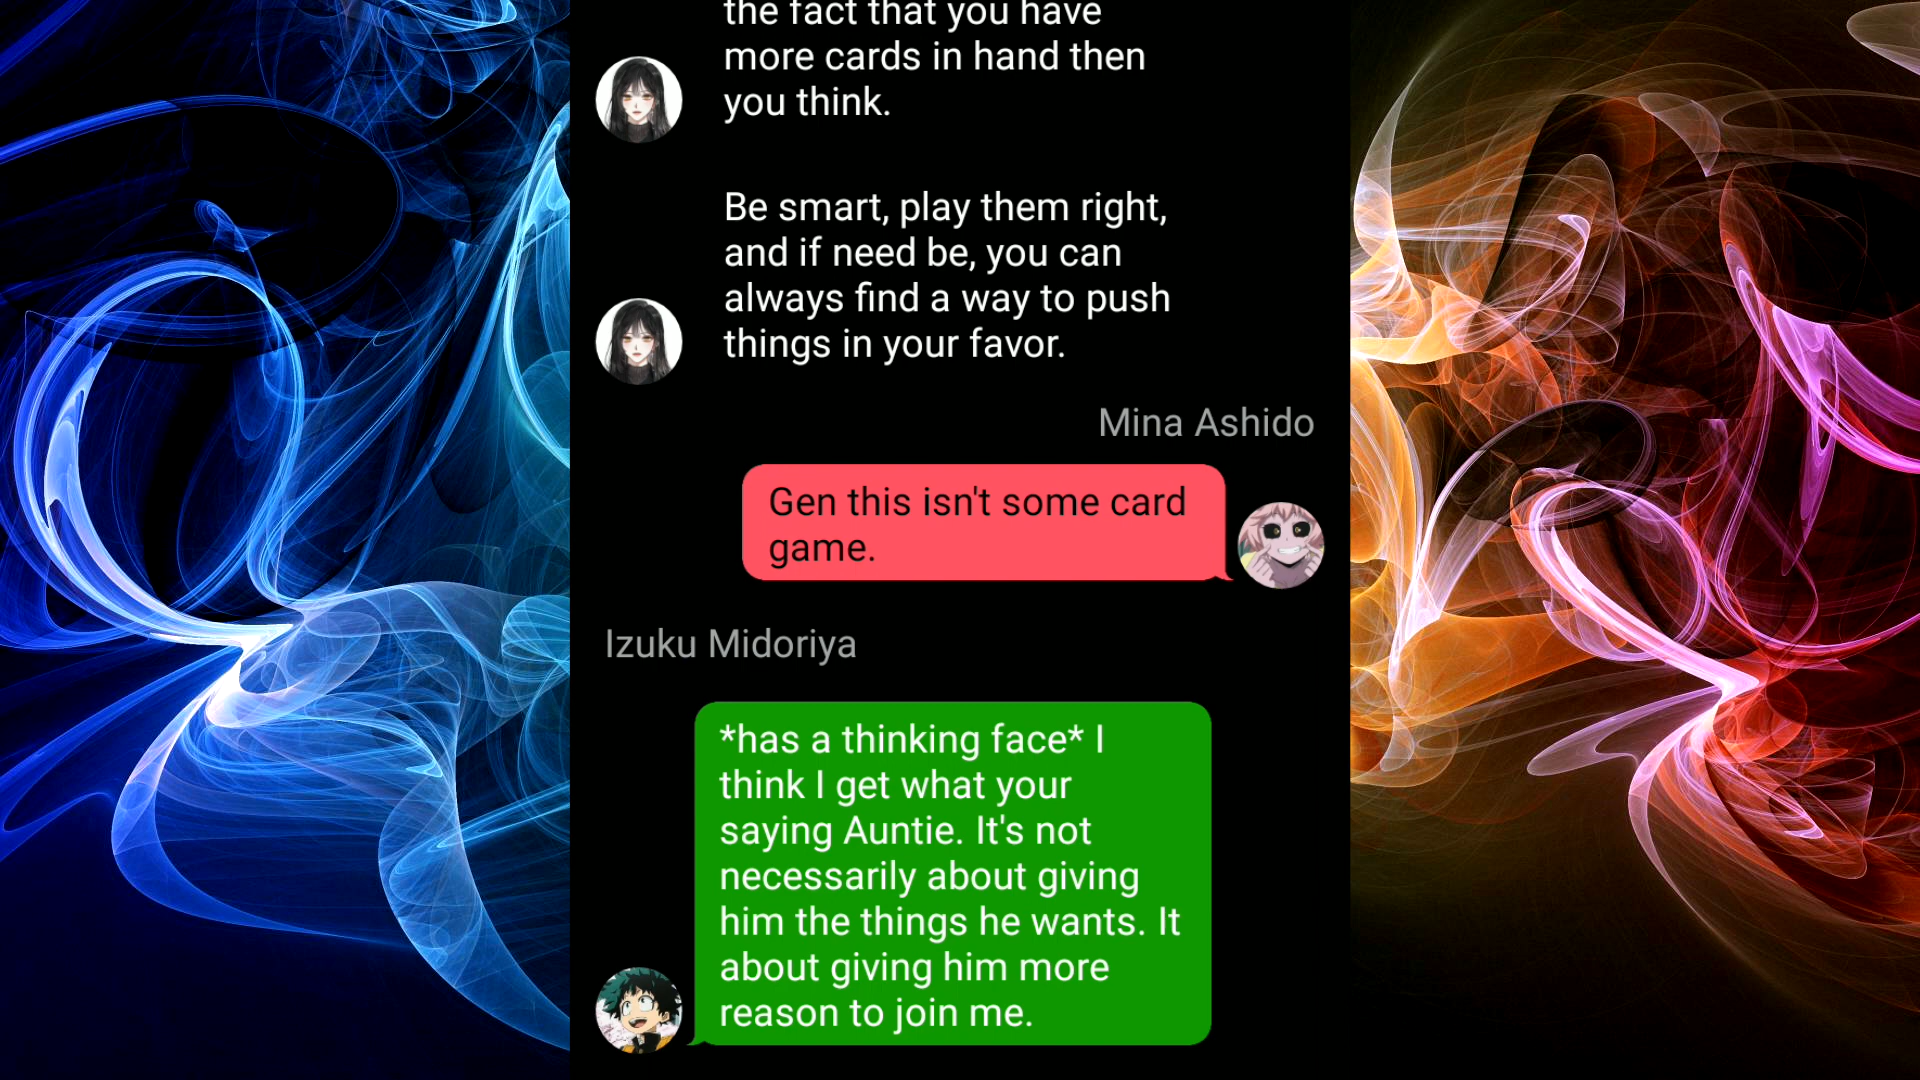 the fact that you have
more cards in hand then
you think.
Be smart, play them right,
and if need be, you can
always find a way to push
things in your favor.
Mina Ashido
Gen this isn't some card
game.
Izuku Midoriya
*has a thinking face* I
think I get what your
saying Auntie. It's not
necessarily about giving
him the things he wants. It
about giving him more
reason to join me.